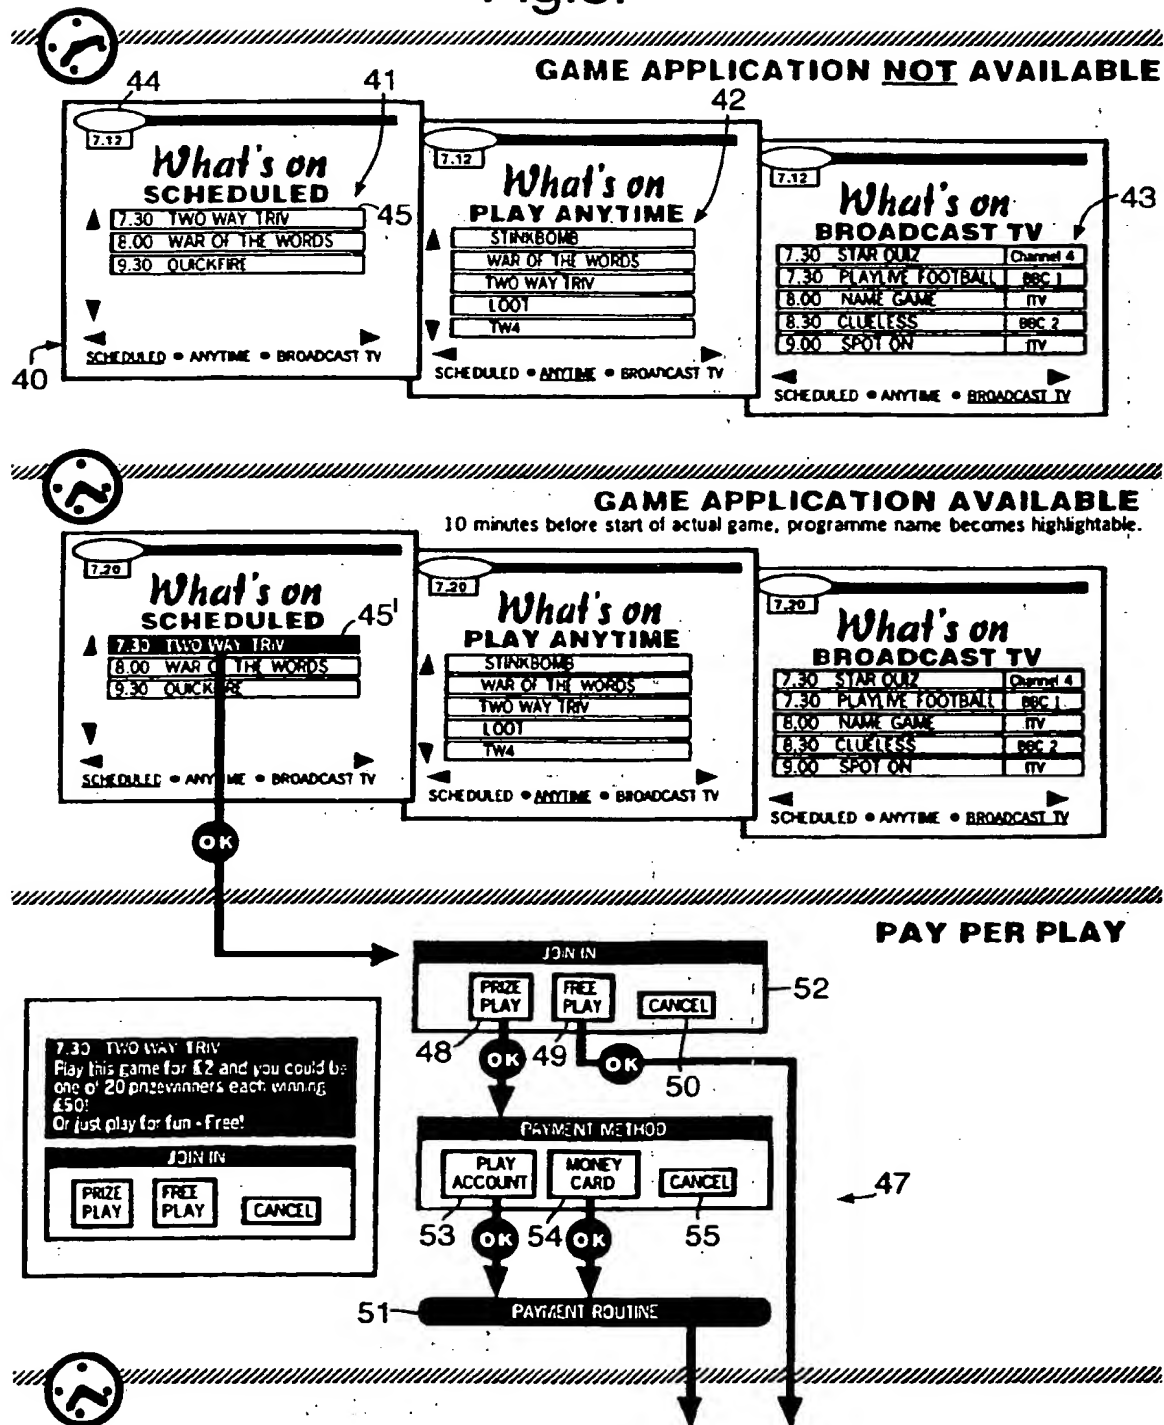 GAME APPLICATION NOT AVAILABLE
44
41
42
43
7.12
What's on
SCHEDULED
7.30 TWO WAY TRIV
8.00 WAR OF THE WORDS
9.30 QUICKFIRE
45
SCHEDULED • ANYTIME • BROADCAST TV
40
7.12
What's on
PLAY ANYTIME
STINKBOMB
WAR OF THE WORDS
TWO WAY TRIV
LOOT
TW4
SCHEDULED • ANYTIME • BROADCAST TV
7.12
What's on
BROADCAST TV
7.30 STAR QUIZ Channel 4
7.30 PLAYLIVE FOOTBALL BBC 1
8.00 NAME GAME ITV
8.30 CLUELESS BBC 2
9.00 SPOT ON ITV
SCHEDULED • ANYTIME • BROADCAST TV
GAME APPLICATION AVAILABLE
10 minutes before start of actual game, programme name becomes highlightable.
7.20
What's on
SCHEDULED
45'
7.30 TWO WAY TRIV
8.00 WAR OF THE WORDS
9.30 QUICKFIRE
SCHEDULED • ANYTIME • BROADCAST TV
OK
7.20
What's on
PLAY ANYTIME
STINKBOMB
WAR OF THE WORDS
TWO WAY TRIV
LOOT
TW4
SCHEDULED • ANYTIME • BROADCAST TV
7.20
What's on
BROADCAST TV
7.30 STAR QUIZ Channel 4
7.30 PLAYLIVE FOOTBALL BBC 1
8.00 NAME GAME ITV
8.30 CLUELESS BBC 2
9.00 SPOT ON ITV
SCHEDULED • ANYTIME • BROADCAST TV
PAY PER PLAY
JOIN IN
PRIZE PLAY
FREE PLAY
CANCEL
52
48
OK
49
OK
50
7.30 TWO WAY TRIV
Play this game for £2 and you could be
one of 20 prizewinners each winning
£50!
Or just play for fun - Free!
JOIN IN
PRIZE PLAY
FREE PLAY
CANCEL
PAYMENT METHOD
PLAY ACCOUNT
MONEY CARD
CANCEL
47
53
OK
54
OK
55
51
PAYMENT ROUTINE